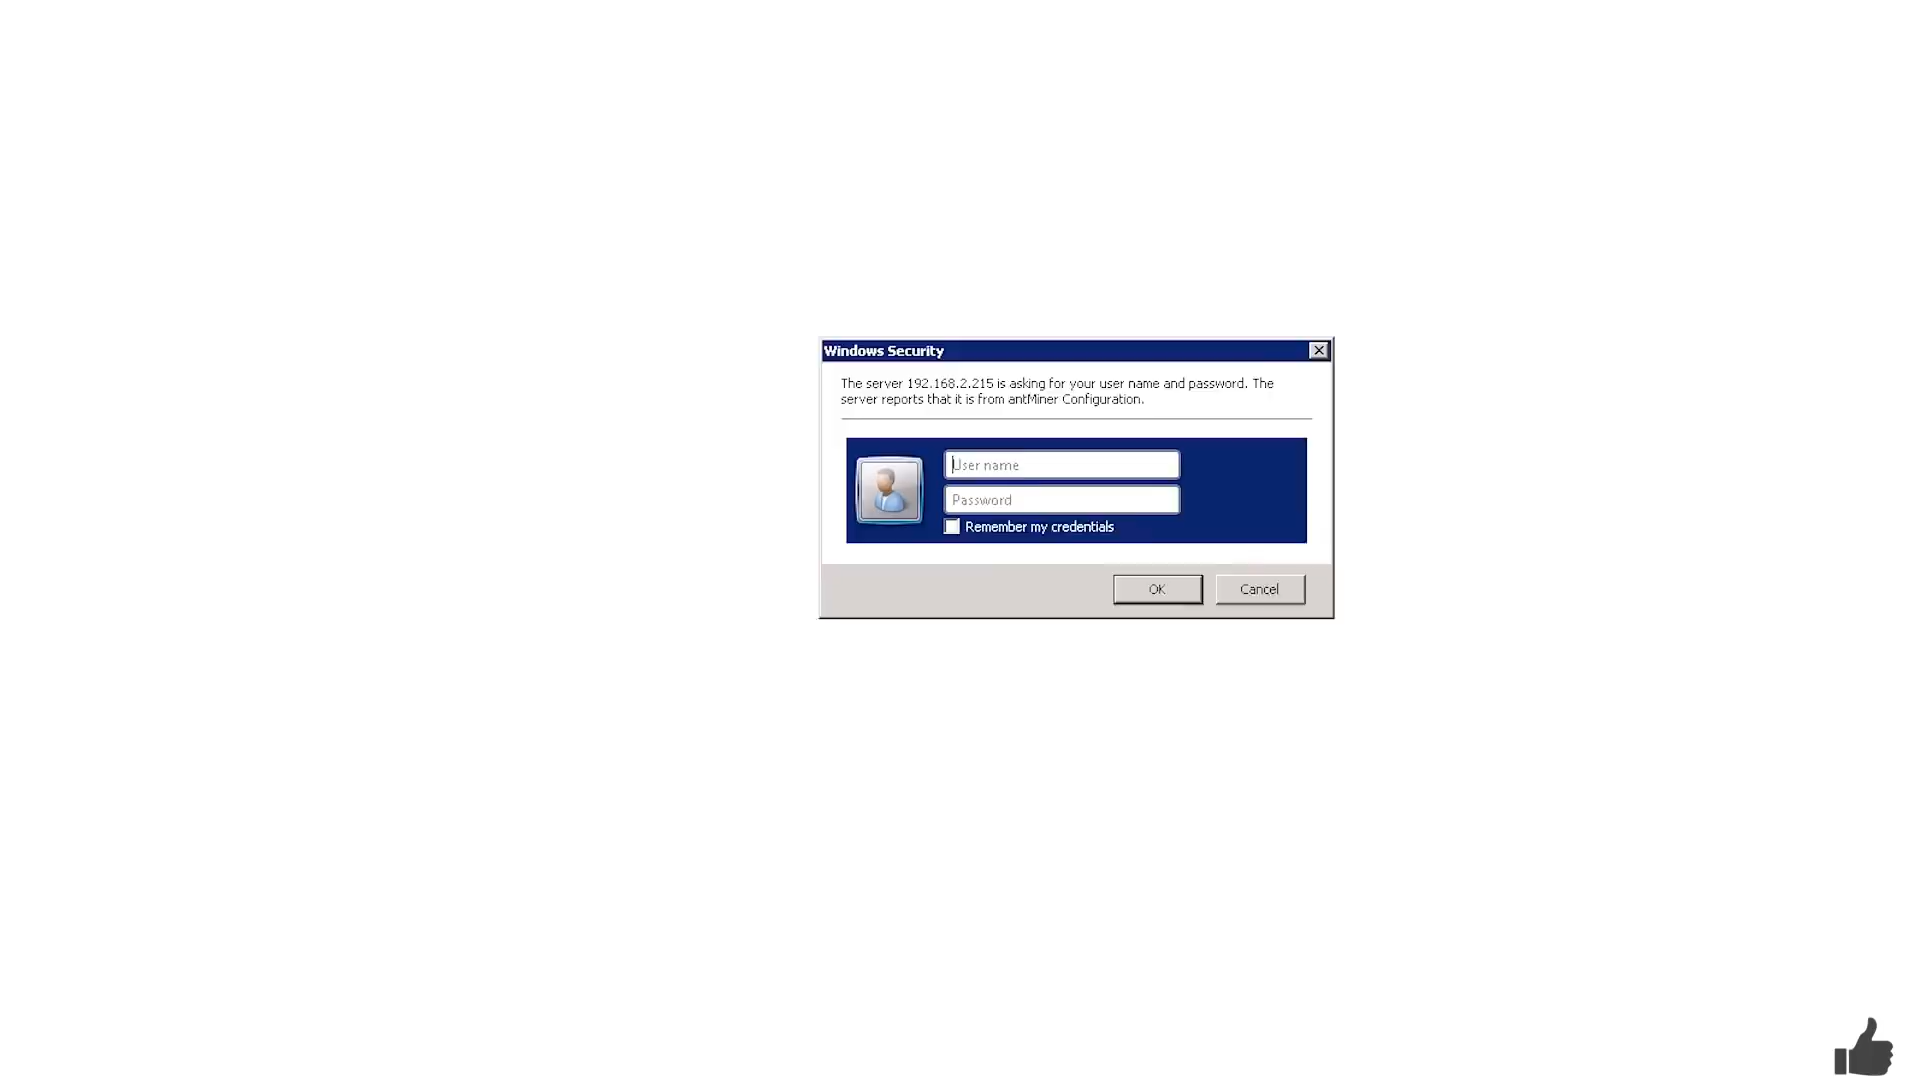 Windows Security
The server 192.168.2.215 is asking for your user name and password. The
server reports that it is from antMiner Configuration.
User name
Password
Remember my credentials
OK
Cancel